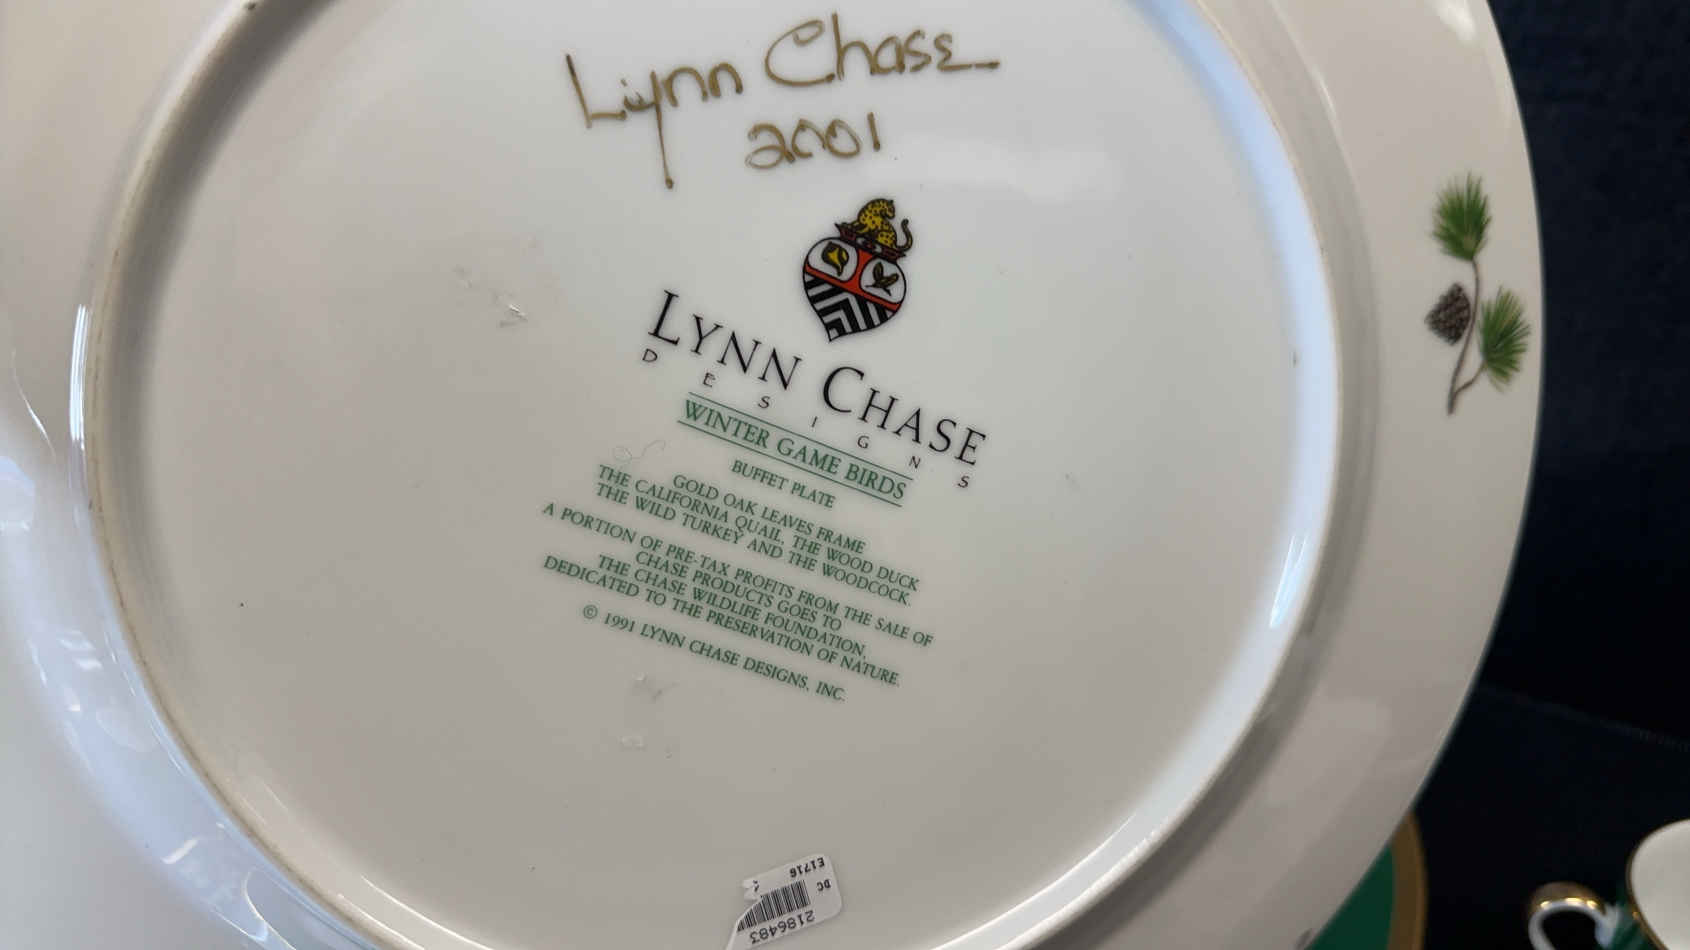 Lynn Chase
2001
LYNN CHASE
DESIGNS
WINTER GAME BIRDS
BUFFET PLATE
GOLD OAK LEAVES FRAME
THE CALIFORNIA QUAIL, THE WOOD DUCK
THE WILD TURKEY AND THE WOODCOCK.
A PORTION OF PRE-TAX PROFITS FROM THE SALE OF
CHASE PRODUCTS GOES TO
THE CHASE WILDLIFE FOUNDATION,
DEDICATED TO THE PRESERVATION OF NATURE.
© 1991 LYNN CHASE DESIGNS, INC.
2186483
DC
E1716